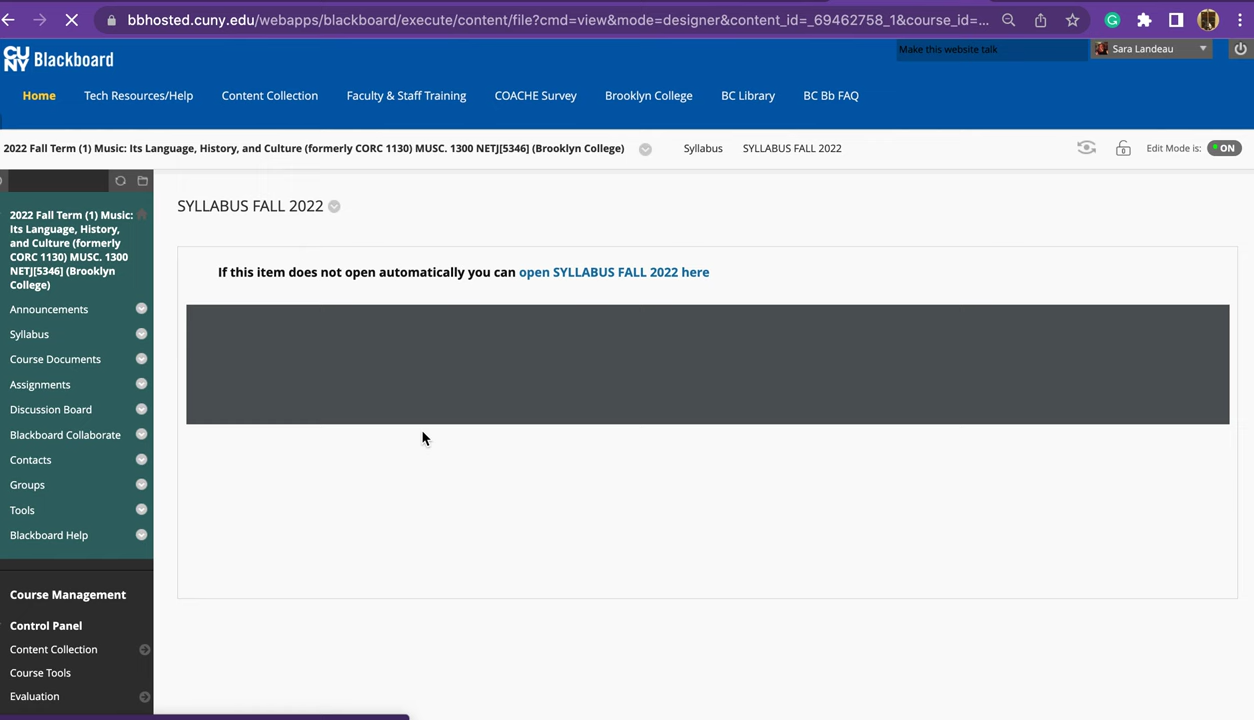 bbhosted.cuny.edu/webapps/blackboard/execute/content/file?cmd=view&mode=designer&content_id=_69462758_1&course_id=...
CU
NY Blackboard
Make this website talk
Sara Landeau
Home Tech Resources/Help Content Collection Faculty & Staff Training COACHE Survey Brooklyn College BC Library BC Bb FAQ
2022 Fall Term (1) Music: Its Language, History, and Culture (formerly CORC 1130) MUSC. 1300 NETJ[5346] (Brooklyn College) Syllabus SYLLABUS FALL 2022 Edit Mode is: ON
2022 Fall Term (1) Music:
Its Language, History,
and Culture (formerly
CORC 1130) MUSC. 1300
NETJ[5346] (Brooklyn
College)
Announcements
Syllabus
Course Documents
Assignments
Discussion Board
Blackboard Collaborate
Contacts
Groups
Tools
Blackboard Help
Course Management
Control Panel
Content Collection
Course Tools
Evaluation
SYLLABUS FALL 2022
If this item does not open automatically you can open SYLLABUS FALL 2022 here